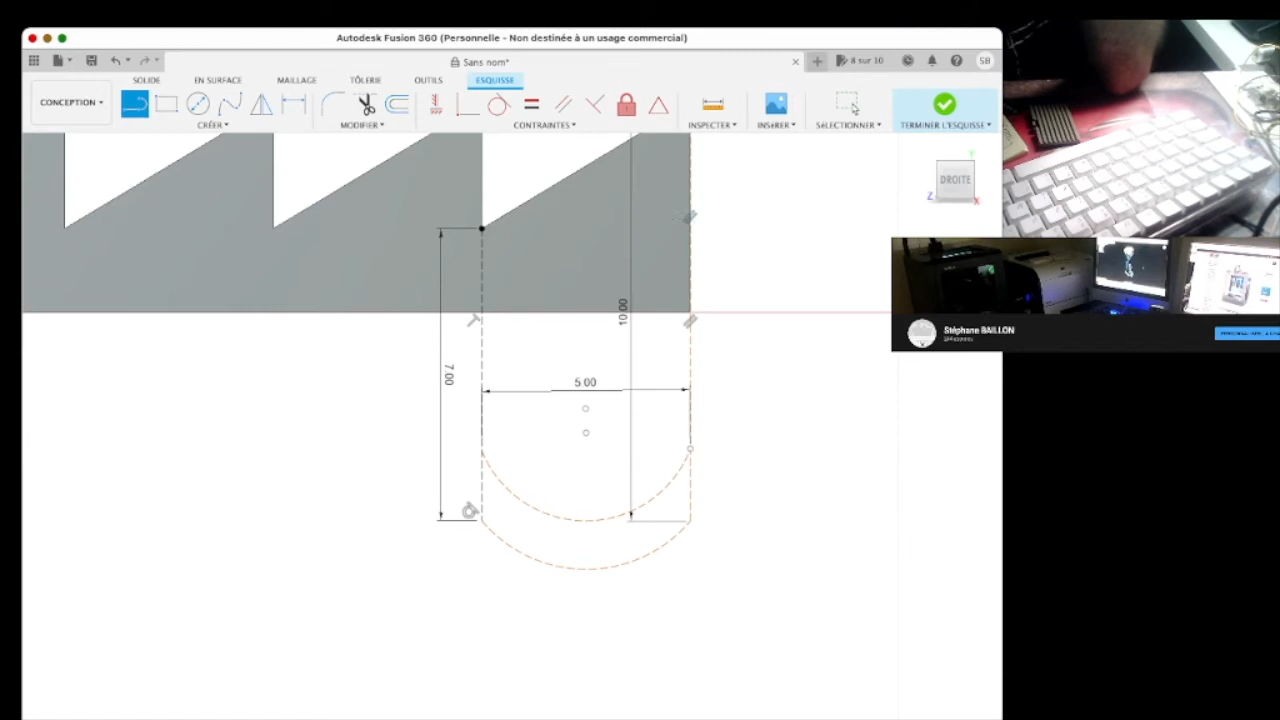 Autodesk Fusion 360 (Personnelle - Non destinée à un usage commercial)
Sans nom*
8 sur 10
SB
CONCEPTION
SOLIDE
EN SURFACE
MAILLAGE
TÔLERIE
OUTILS
ESQUISSE
CRÉER
MODIFIER
CONTRAINTES
INSPECTER
INSÉRER
SÉLECTIONNER
TERMINER L'ESQUISSE
Y
DROITE
Z
X
10.00
7.00
5.00
Stéphane BAILLON